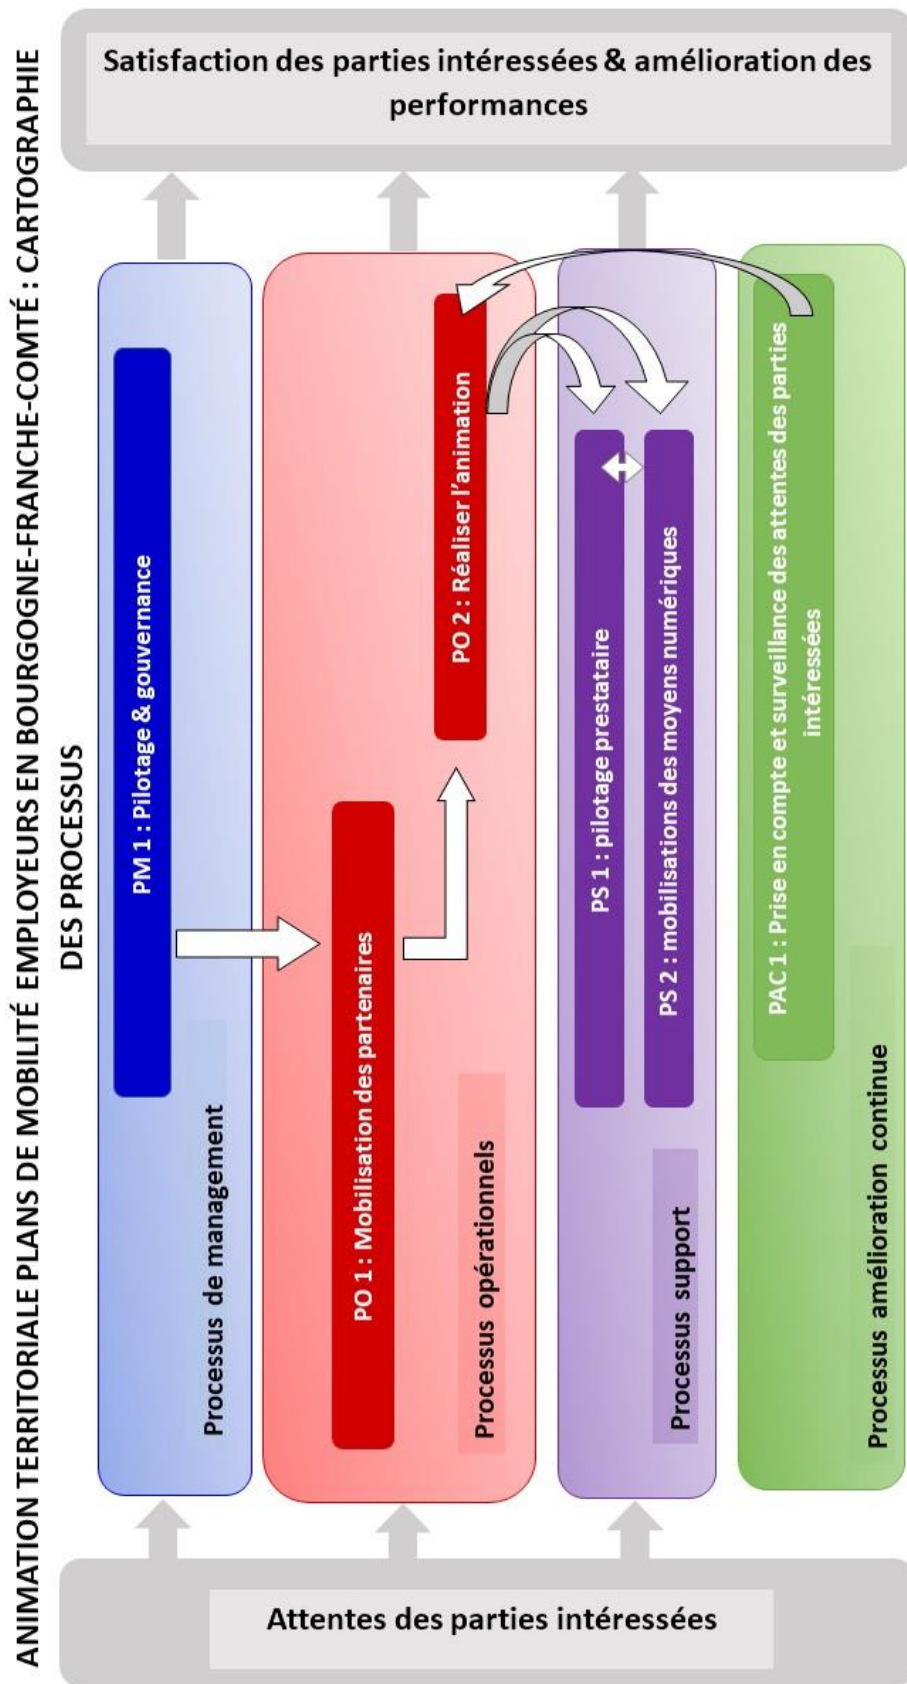 ANIMATION TERRITORIALE PLANS DE MOBILITÉ EMPLOYEURS EN BOURGOGNE-FRANCHE-COMTÉ : CARTOGRAPHIE
DES PROCESSUS
Satisfaction des parties intéressées & amélioration des
performances
PM 1 : Pilotage & gouvernance
Processus de management
PO 1 : Mobilisation des partenaires
PO 2 : Réaliser l’animation
Processus opérationnels
PS 1 : pilotage prestataire
PS 2 : mobilisations des moyens numériques
Processus support
PAC 1 : Prise en compte et surveillance des attentes des parties
intéressées
Processus amélioration continue
Attentes des parties intéressées